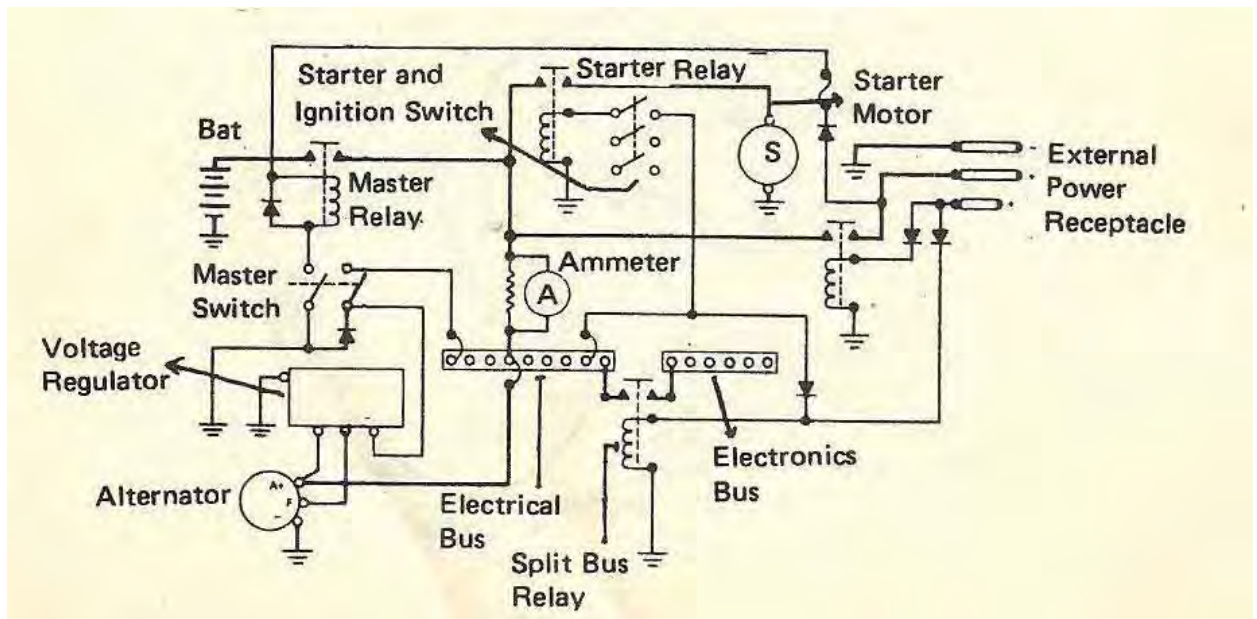 Starter and
Ignition Switch
Starter Relay
Starter
Motor
Bat
S
-
External
Power
Receptacle
+
Master
Relay.
Master
Switch
Ammeter
A
Voltage
Regulator
Alternator
A+
F
-
Electrical
Bus
Electronics
Bus
Split Bus
Relay